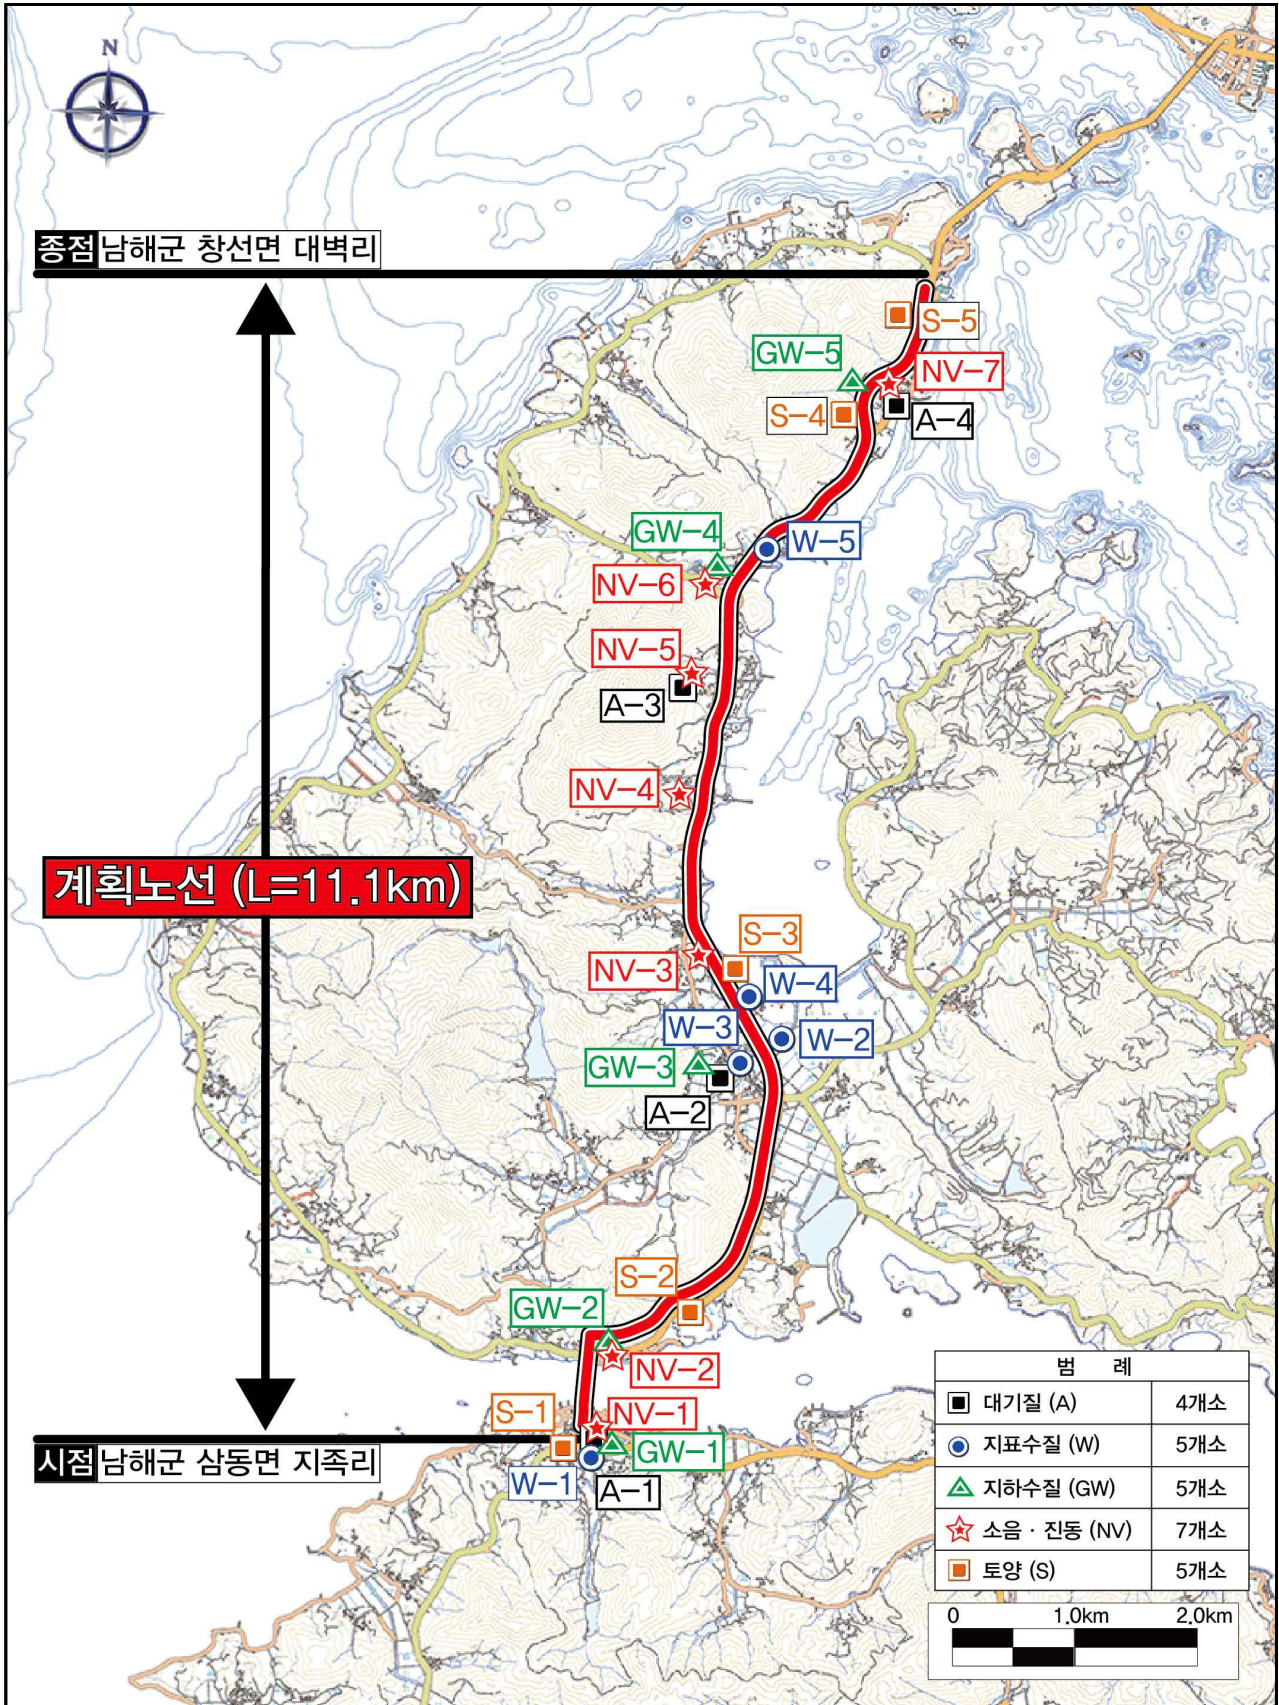 N
종점 남해군 창선면 대벽리
S-5
GW-5
NV-7
S-4
A-4
GW-4
W-5
NV-6
NV-5
A-3
NV-4
계획노선 (L=11.1km)
S-3
NV-3
W-4
W-3
W-2
GW-3
A-2
S-2
GW-2
NV-2
S-1
NV-1
GW-1
시점 남해군 삼동면 지족리
W-1
A-1
범 례
대기질 (A) 4개소
지표수질 (W) 5개소
지하수질 (GW) 5개소
소음 · 진동 (NV) 7개소
토양 (S) 5개소
0 1.0km 2.0km